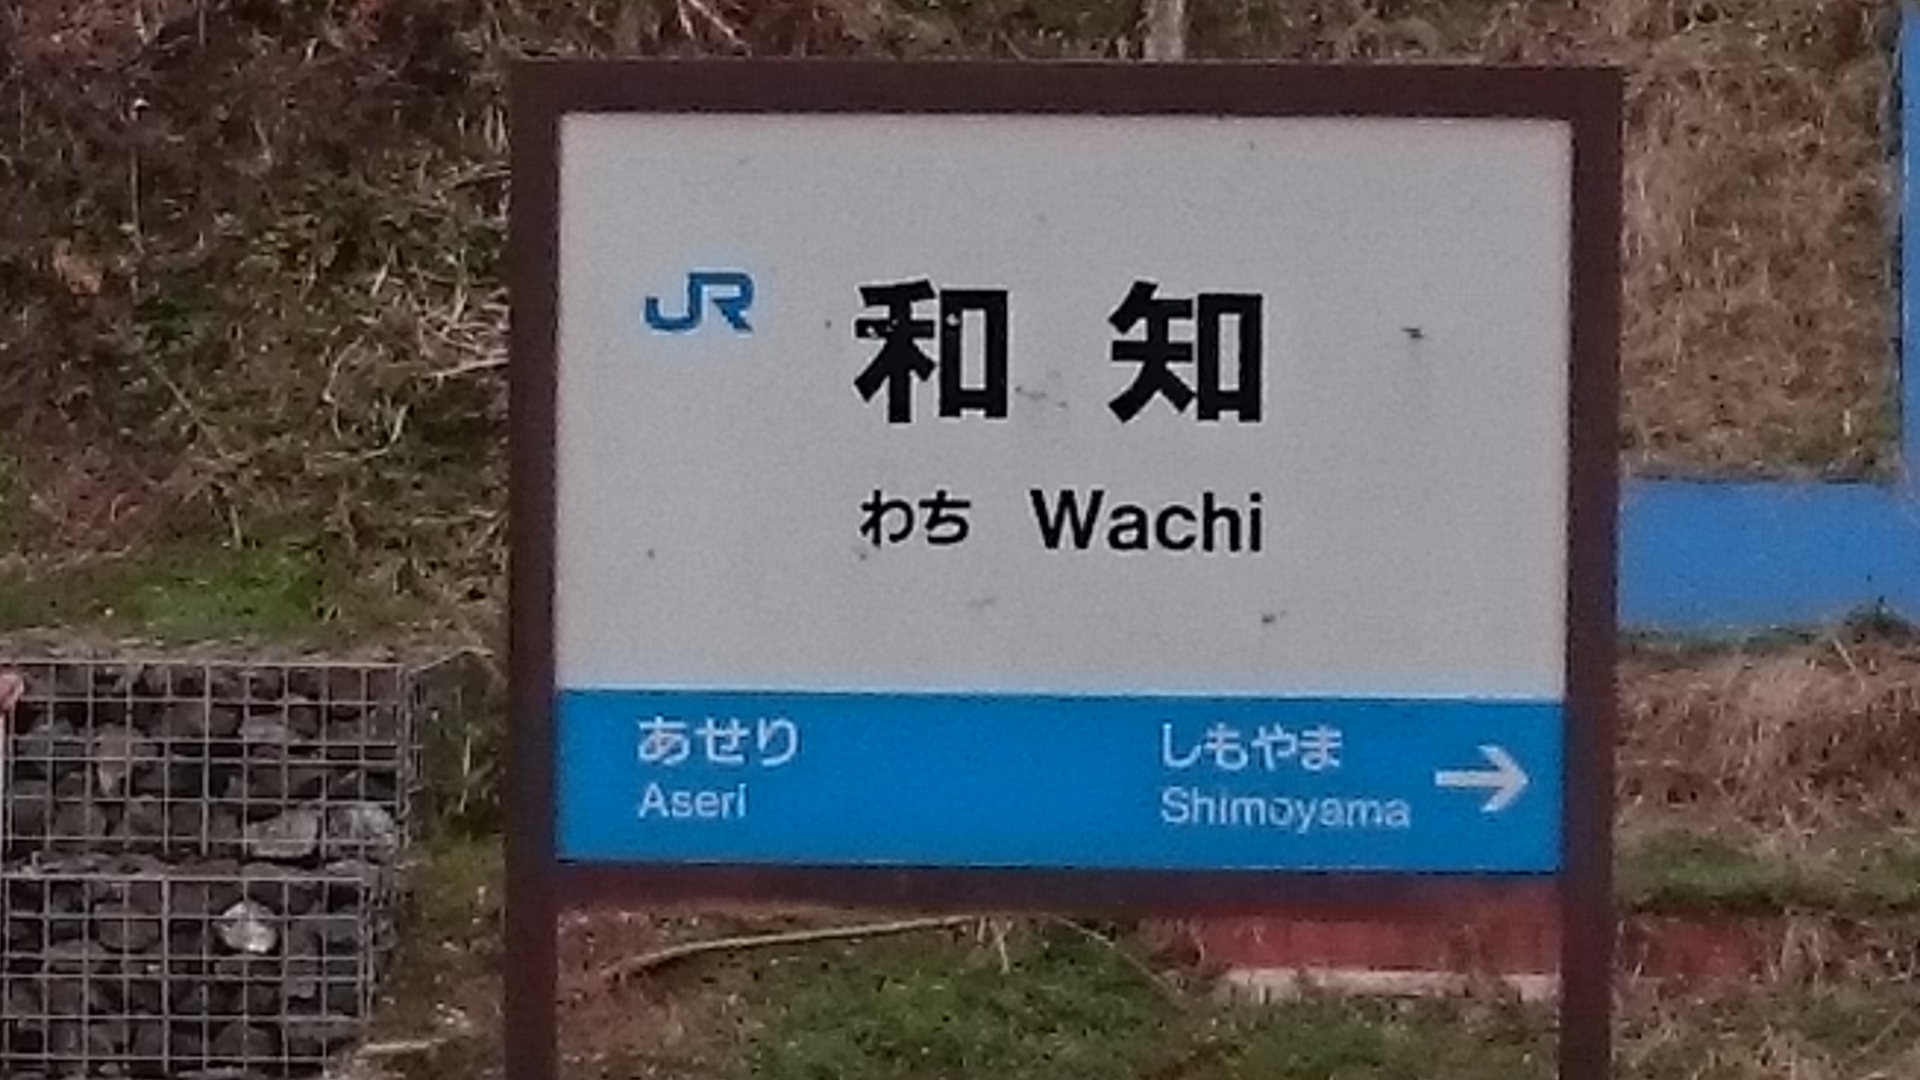 JR 和知
わち Wachi
あせり しもやま →
Aseri Shimoyama